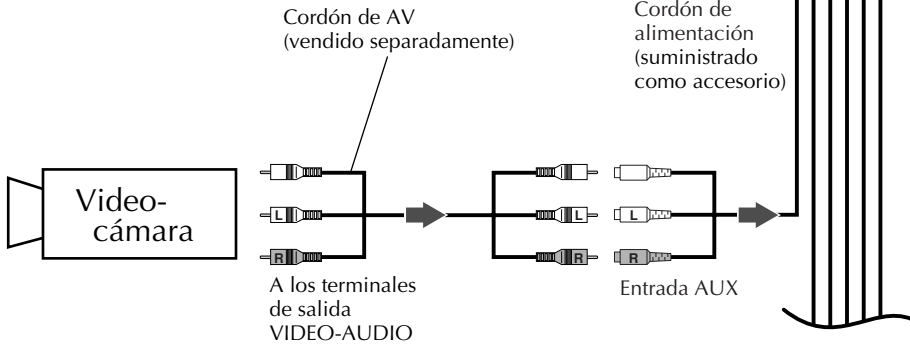 Cordón de AV
(vendido separadamente)
Cordón de
alimentación
(suministrado
como accesorio)
Video-
cámara
L
R
L
R
L
R
A los terminales
de salida
VIDEO-AUDIO
Entrada AUX